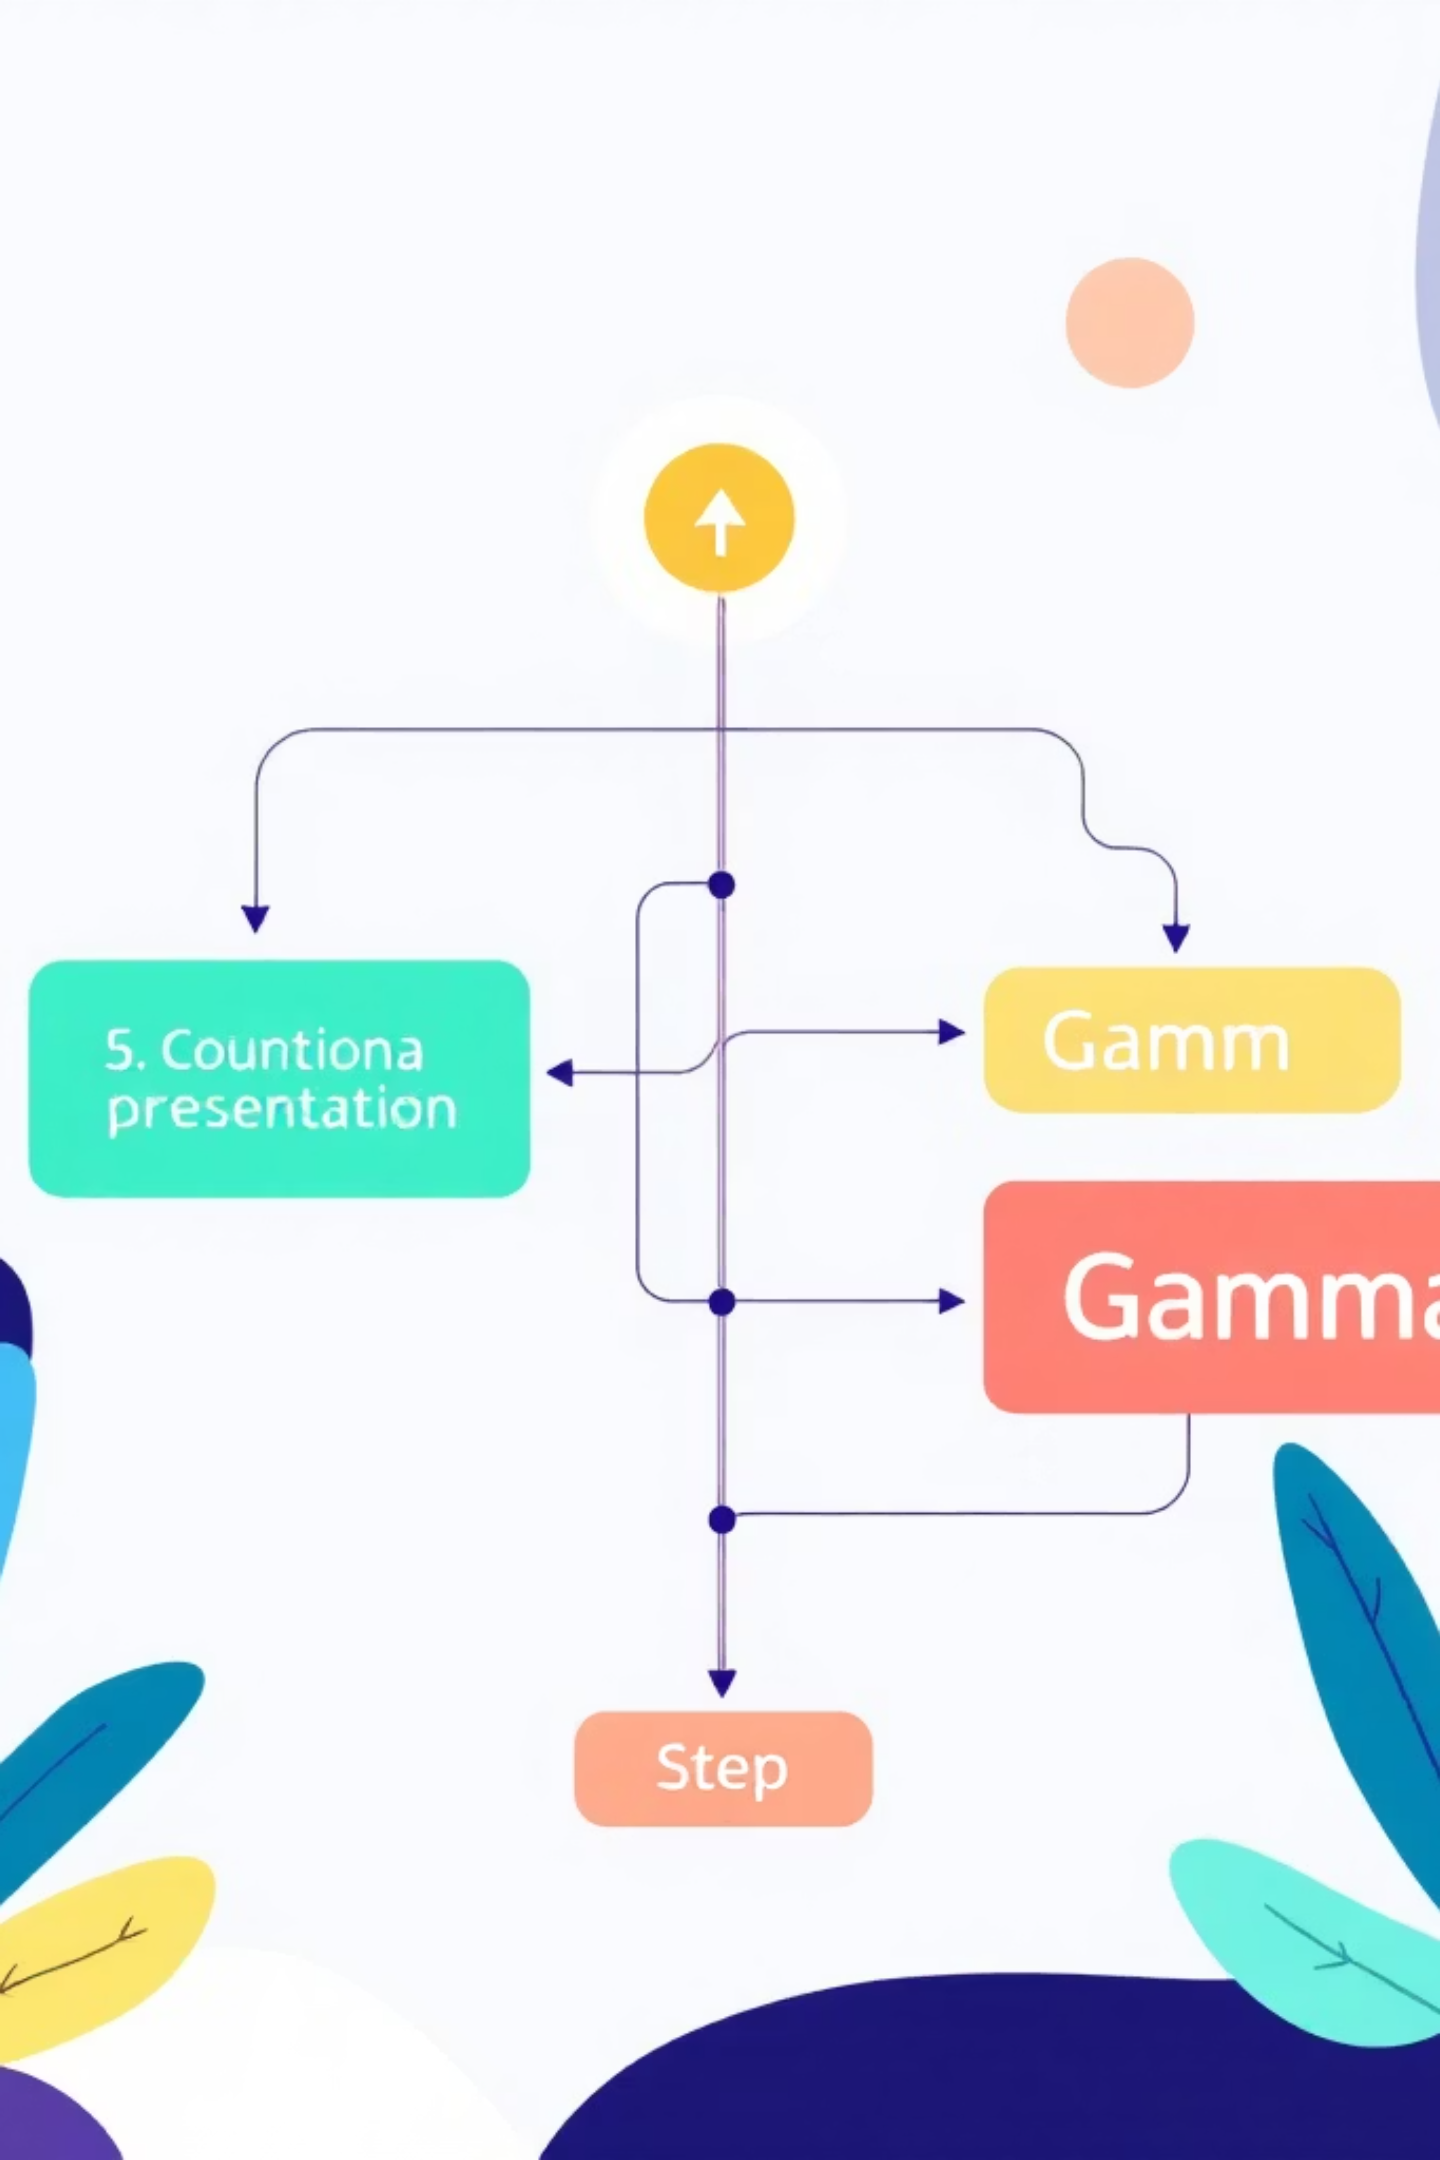 5. Countiona
presentation
Gamm
Gamma
Step